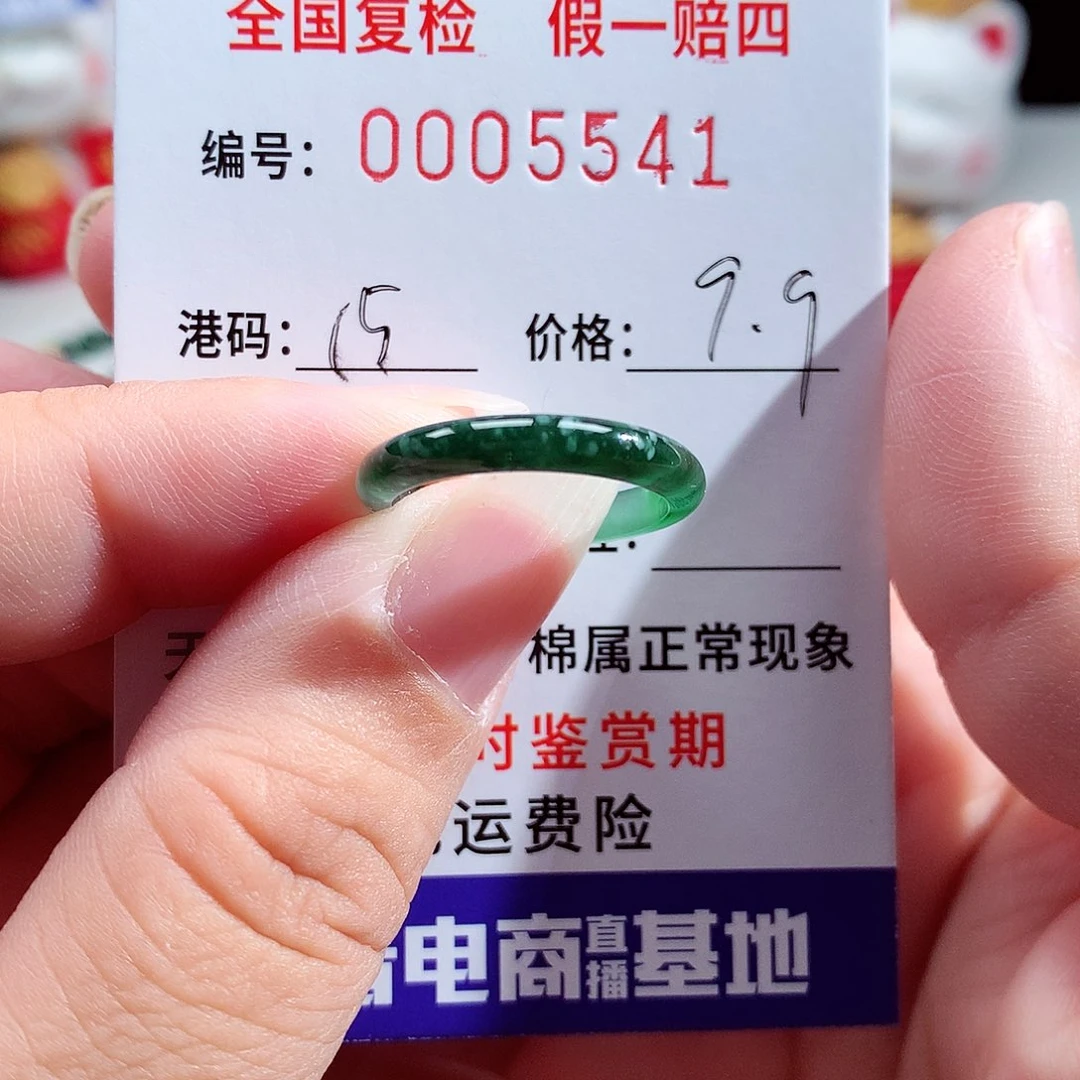 全国复检 假一赔四
编号：0005541
港码：15 价格：9.9
棉属正常现象
时鉴赏期
运费险
电商直播基地